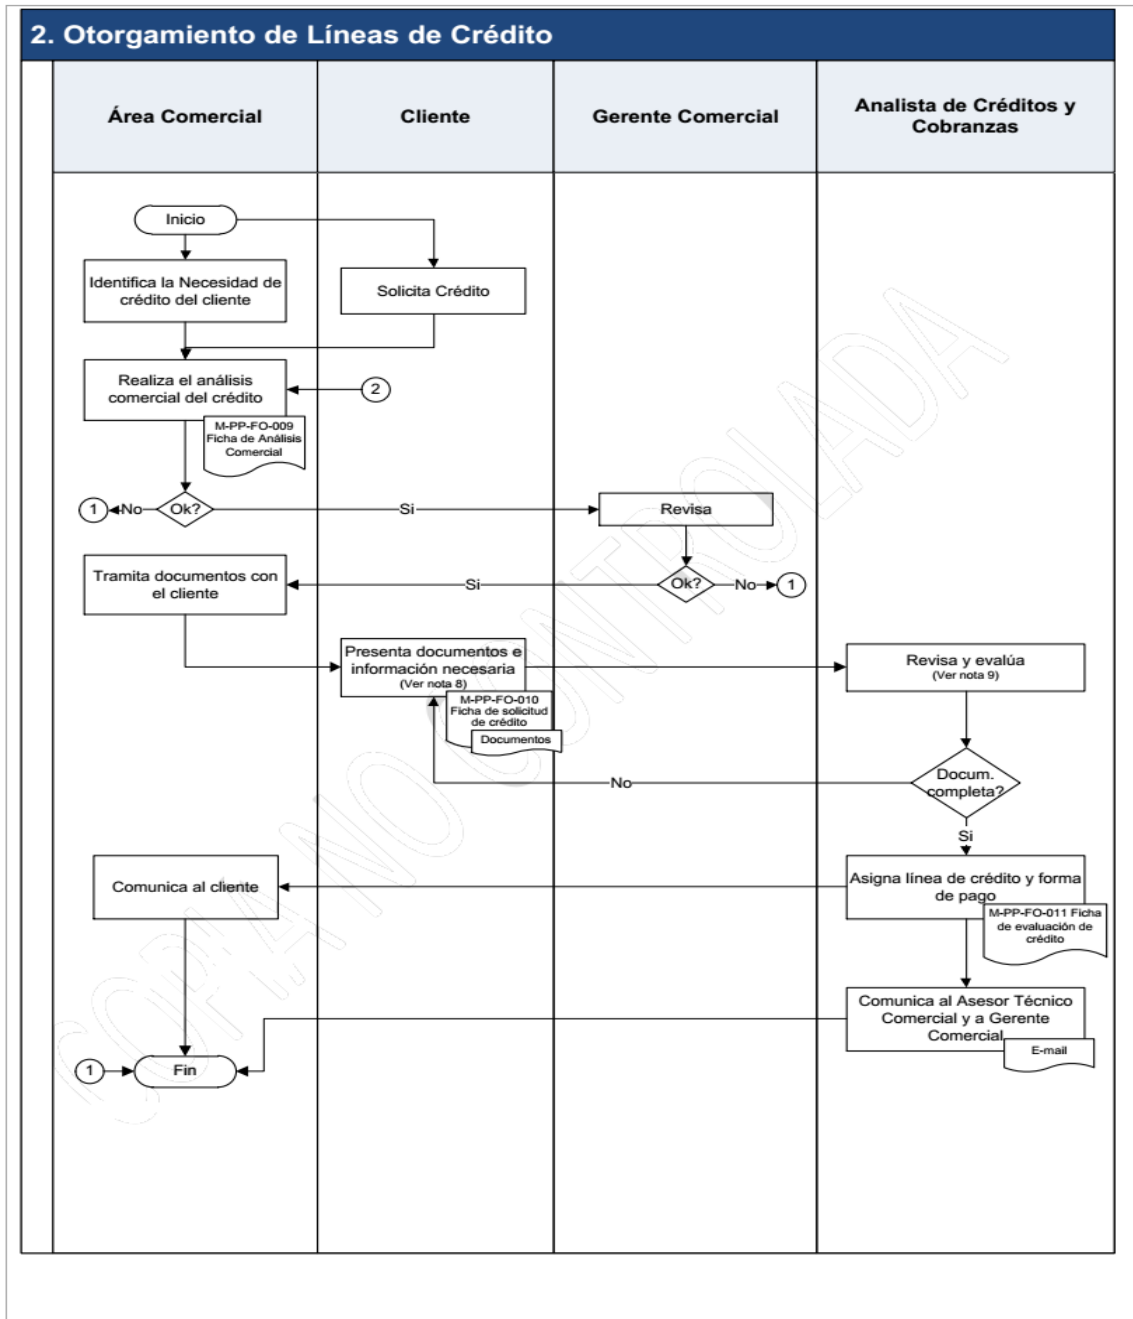 2. Otorgamiento de Líneas de Crédito
Área Comercial
Cliente
Gerente Comercial
Analista de Créditos y
Cobranzas
Inicio
Identifica la Necesidad de
crédito del cliente
Solicita Crédito
Realiza el análisis
comercial del crédito
2
M-PP-FO-009
Ficha de Análisis
Comercial
1
No
Ok?
Si
Revisa
Tramita documentos con
el cliente
Si
Ok?
No
1
Presenta documentos e
información necesaria
(Ver nota 8)
M-PP-FO-010
Ficha de solicitud
de crédito
Documentos
Revisa y evalúa
(Ver nota 9)
Docum.
completa?
No
Si
Comunica al cliente
Asigna línea de crédito y forma
de pago
M-PP-FO-011 Ficha
de evaluación de
crédito
Comunica al Asesor Técnico
Comercial y a Gerente
Comercial
E-mail
1
Fin
COPIA NO CONTROLADA